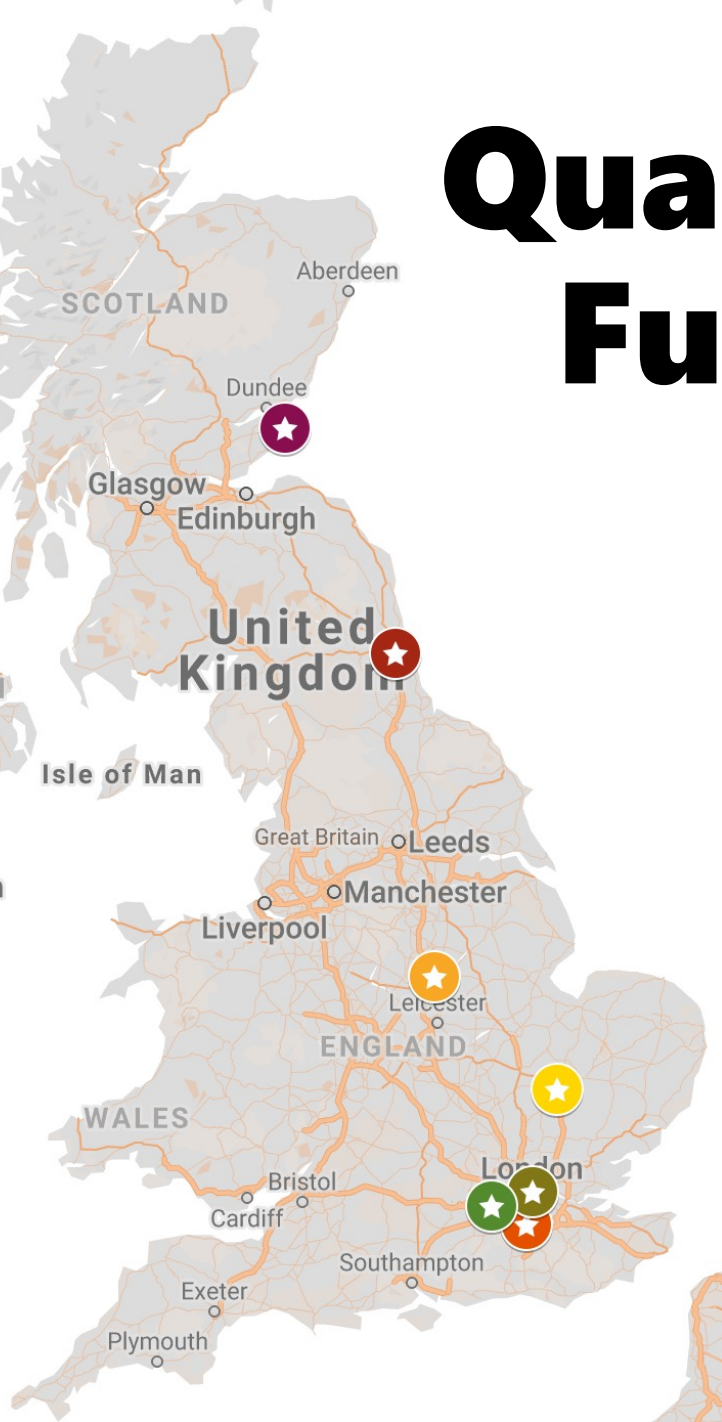 Qua
Fu
Aberdeen
SCOTLAND
Dundee
Glasgow
Edinburgh
United
Kingdom
Isle of Man
Great Britain
Leeds
Manchester
Liverpool
Leicester
ENGLAND
WALES
London
Bristol
Cardiff
Southampton
Exeter
Plymouth